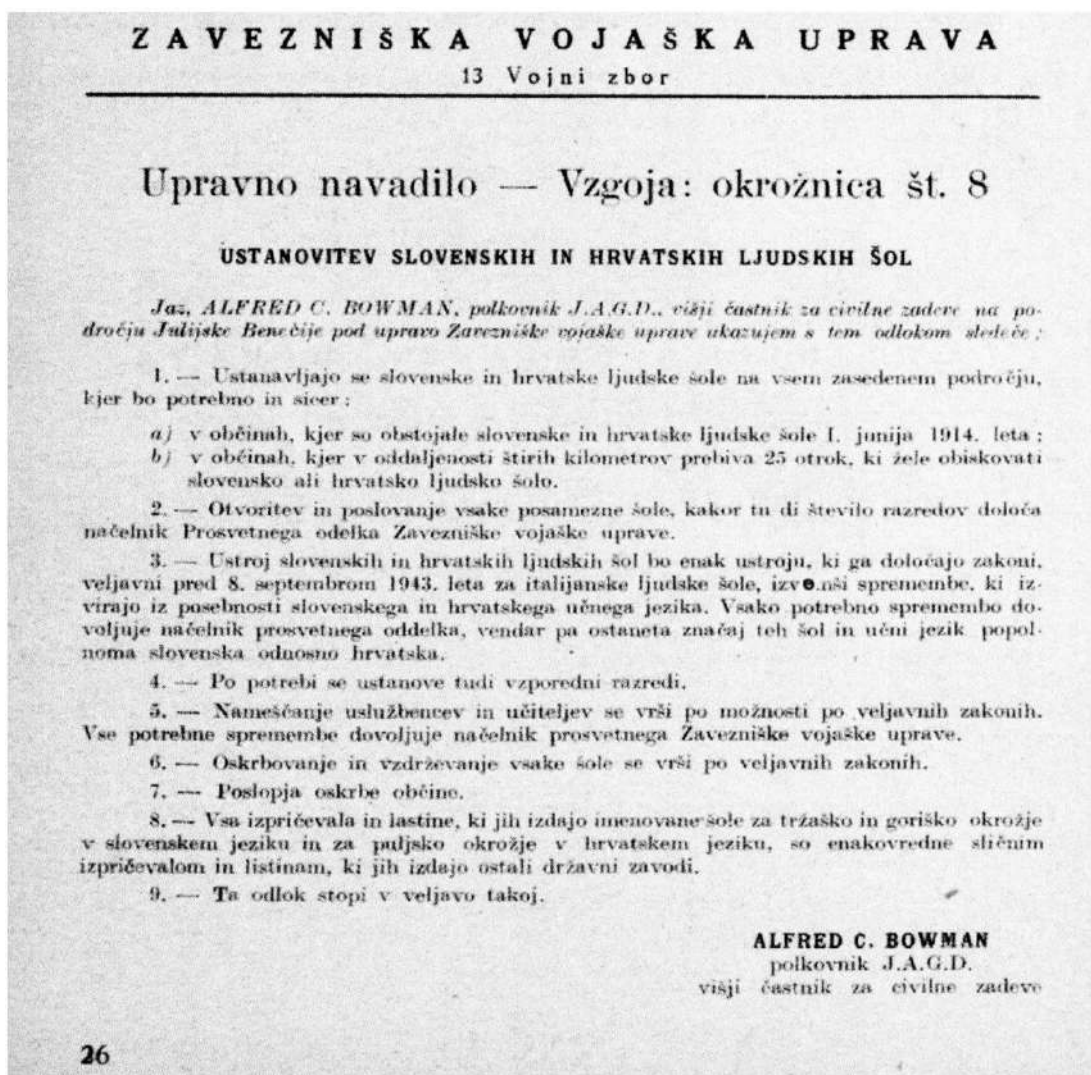 ZAVEZNIŠKA VOJAŠKA UPRAVA
13 Vojni zbor
Upravno navadilo — Vzgoja: okrožnica št. 8
USTANOVITEV SLOVENSKIH IN HRVATSKIH LJUDSKIH ŠOL
Jaz, ALFRED C. BOWMAN, polkovnik J.A.G.D., višji častnik za civilne zadeve na po-
dročju Julijske Benečije pod upravo Zavezniške vojaške uprave ukazujem s tem odlokom sledeče :
1. — Ustanavljajo se slovenske in hrvatske ljudske šole na vsem zasedenem področju,
kjer bo potrebno in sicer :
a) v občinah, kjer so obstojale slovenske in hrvatske ljudske šole I. junija 1914. leta ;
b) v občinah, kjer v oddaljenosti štirih kilometrov prebiva 25 otrok, ki žele obiskovati
slovensko ali hrvatsko ljudsko šolo.
2. — Otvoritev in poslovanje vsake posamezne šole, kakor tu di število razredov določa
načelnik Prosvetnega odelka Zavezniške vojaške uprave.
3. — Ustroj slovenskih in hrvatskih ljudskih šol bo enak ustroju, ki ga določajo zakoni,
veljavni pred 8. septembrom 1943. leta za italijanske ljudske šole, izve.nši spremembe, ki iz-
virajo iz posebnosti slovenskega in hrvatskega učnega jezika. Vsako potrebno spremembo do-
voljuje načelnik prosvetnega oddelka, vendar pa ostaneta značaj teh šol in učni jezik popol-
noma slovenska odnosno hrvatska.
4. — Po potrebi se ustanove tudi vzporedni razredi.
5. — Nameščanje uslužbencev in učiteljev se vrši po možnosti po veljavnih zakonih.
Vse potrebne spremembe dovoljuje načelnik prosvetnega Zavezniške vojaške uprave.
6. — Oskrbovanje in vzdrževanje vsake šole se vrši po veljavnih zakonih.
7. — Poslopja oskrbe občine.
8. — Vsa izpričevala in lastine, ki jih izdajo imenovane šole za tržaško in goriško okrožje
v slovenskem jeziku in za puljsko okrožje v hrvatskem jeziku, so enakovredne sličnim
izpričevalom in listinam, ki jih izdajo ostali državni zavodi.
9. — Ta odlok stopi v veljavo takoj.
ALFRED C. BOWMAN
polkovnik J.A.G.D.
višji častnik za civilne zadeve
26